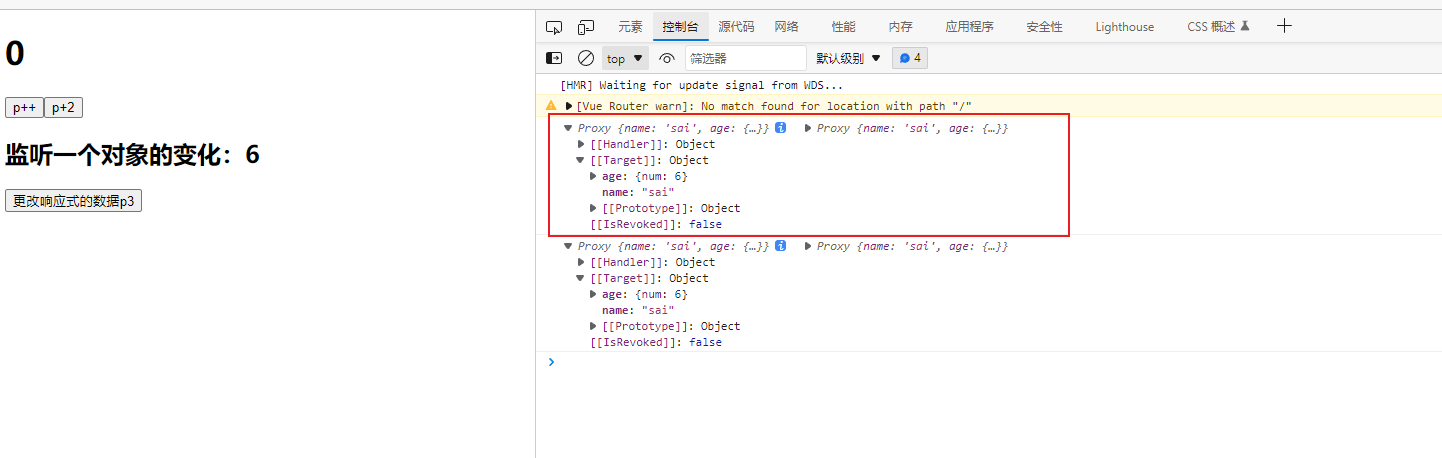 0
p++ p+2
监听一个对象的变化：6
更改响应式的数据p3
元素 控制台 源代码 网络 性能 内存 应用程序 安全性 Lighthouse CSS 概述
top 筛选器 默认级别 4
[HMR] Waiting for update signal from WDS...
[Vue Router warn]: No match found for location with path "/"
Proxy {name: 'sai', age: {…}} Proxy {name: 'sai', age: {…}}
[[Handler]]: Object
[[Target]]: Object
age: {num: 6}
name: "sai"
[[Prototype]]: Object
[[IsRevoked]]: false
Proxy {name: 'sai', age: {…}} Proxy {name: 'sai', age: {…}}
[[Handler]]: Object
[[Target]]: Object
age: {num: 6}
name: "sai"
[[Prototype]]: Object
[[IsRevoked]]: false